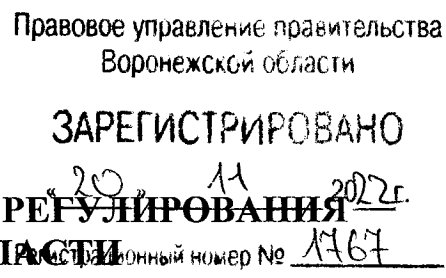 Правовое управление правительства
Воронежской области
ЗАРЕГИСТРИРОВАНО
"20" 11 2022г.
РЕГУЛИРОВАНИЯ
Регистрационный номер № 1767